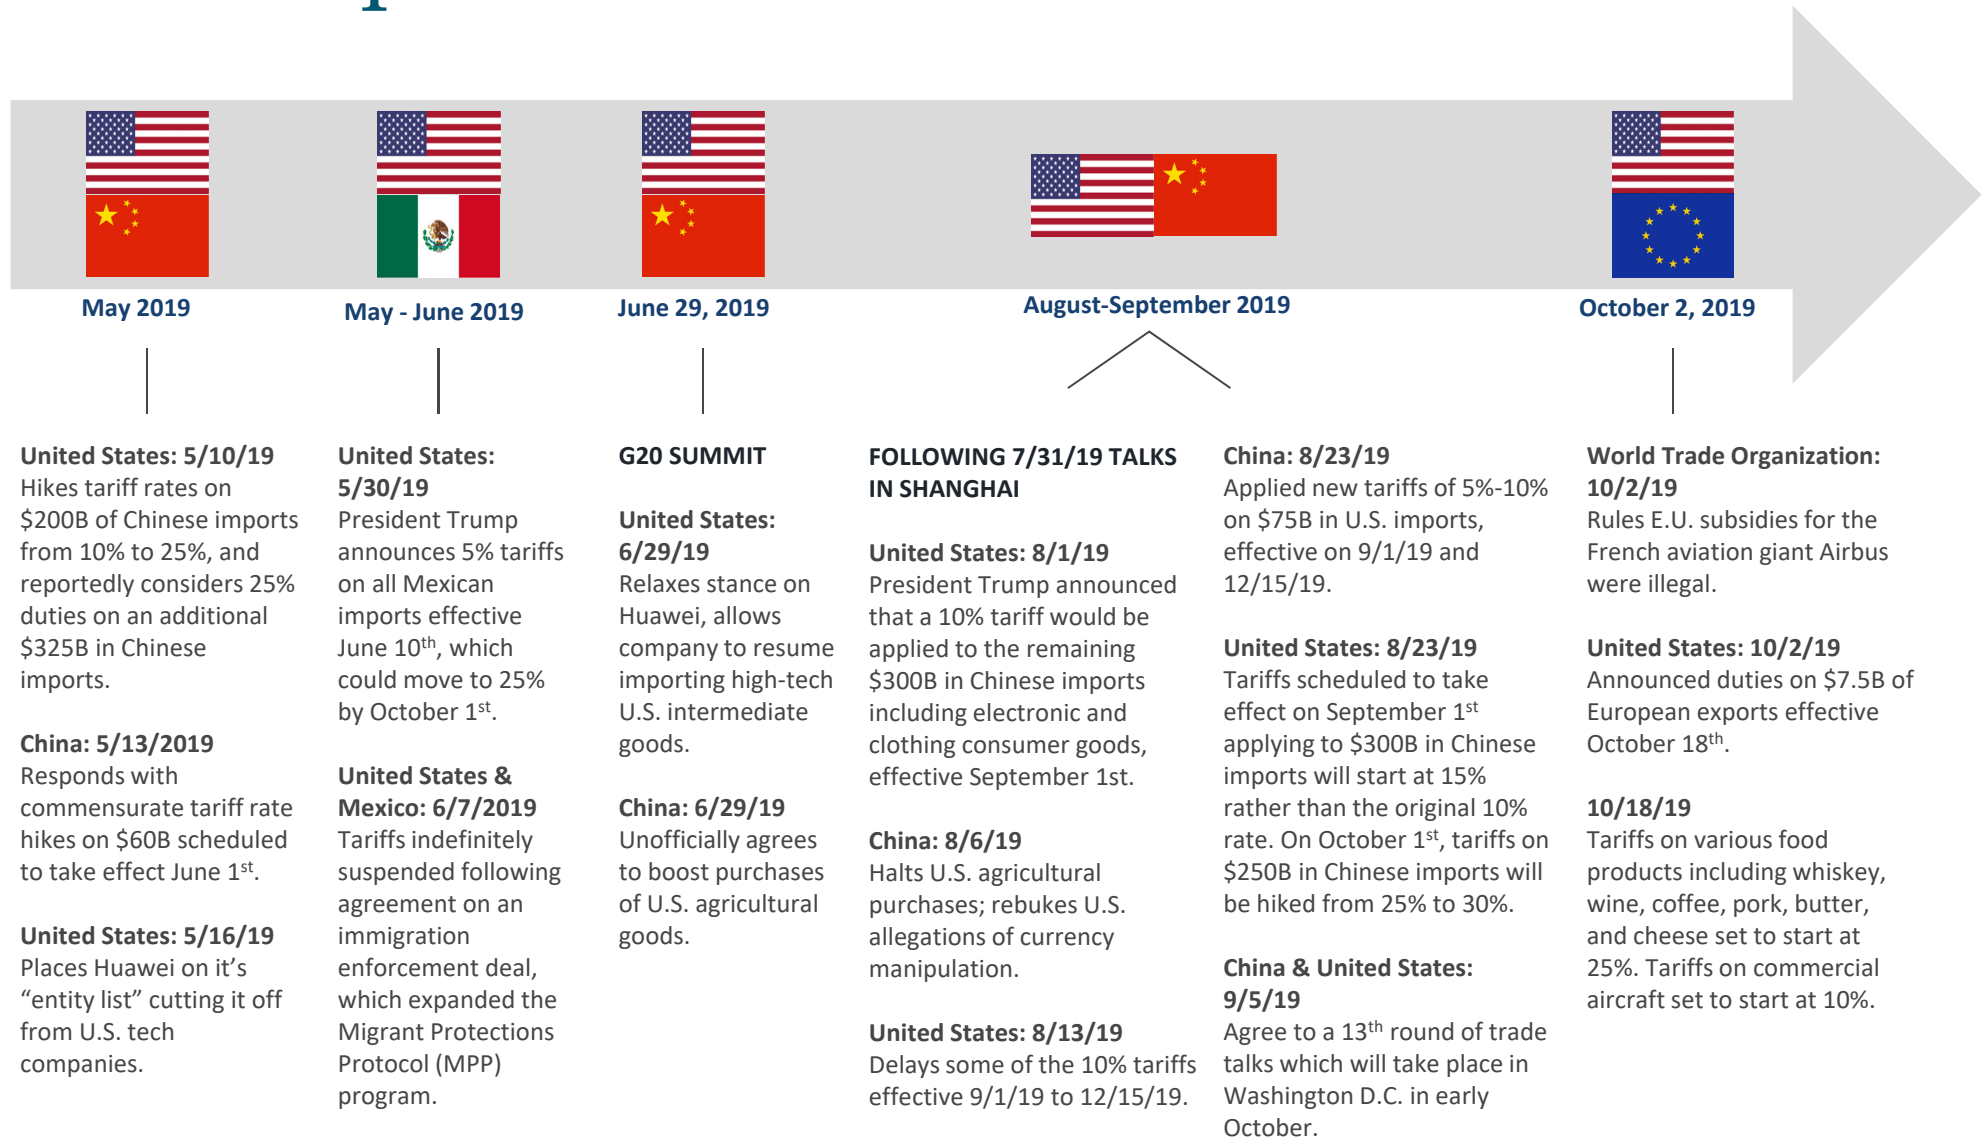 May 2019
May - June 2019
June 29, 2019
August-September 2019
October 2, 2019
United States: 5/10/19
Hikes tariff rates on
$200B of Chinese imports
from 10% to 25%, and
reportedly considers 25%
duties on an additional
$325B in Chinese
imports.
China: 5/13/2019
Responds with
commensurate tariff rate
hikes on $60B scheduled
to take effect June 1st.
United States: 5/16/19
Places Huawei on it’s
“entity list” cutting it off
from U.S. tech
companies.
United States:
5/30/19
President Trump
announces 5% tariffs
on all Mexican
imports effective
June 10th, which
could move to 25%
by October 1st.
United States &
Mexico: 6/7/2019
Tariffs indefinitely
suspended following
agreement on an
immigration
enforcement deal,
which expanded the
Migrant Protections
Protocol (MPP)
program.
G20 SUMMIT
United States:
6/29/19
Relaxes stance on
Huawei, allows
company to resume
importing high-tech
U.S. intermediate
goods.
China: 6/29/19
Unofficially agrees
to boost purchases
of U.S. agricultural
goods.
FOLLOWING 7/31/19 TALKS
IN SHANGHAI
United States: 8/1/19
President Trump announced
that a 10% tariff would be
applied to the remaining
$300B in Chinese imports
including electronic and
clothing consumer goods,
effective September 1st.
China: 8/6/19
Halts U.S. agricultural
purchases; rebukes U.S.
allegations of currency
manipulation.
United States: 8/13/19
Delays some of the 10% tariffs
effective 9/1/19 to 12/15/19.
China: 8/23/19
Applied new tariffs of 5%-10%
on $75B in U.S. imports,
effective on 9/1/19 and
12/15/19.
United States: 8/23/19
Tariffs scheduled to take
effect on September 1st
applying to $300B in Chinese
imports will start at 15%
rather than the original 10%
rate. On October 1st, tariffs on
$250B in Chinese imports will
be hiked from 25% to 30%.
China & United States:
9/5/19
Agree to a 13th round of trade
talks which will take place in
Washington D.C. in early
October.
World Trade Organization:
10/2/19
Rules E.U. subsidies for the
French aviation giant Airbus
were illegal.
United States: 10/2/19
Announced duties on $7.5B of
European exports effective
October 18th.
10/18/19
Tariffs on various food
products including whiskey,
wine, coffee, pork, butter,
and cheese set to start at
25%. Tariffs on commercial
aircraft set to start at 10%.